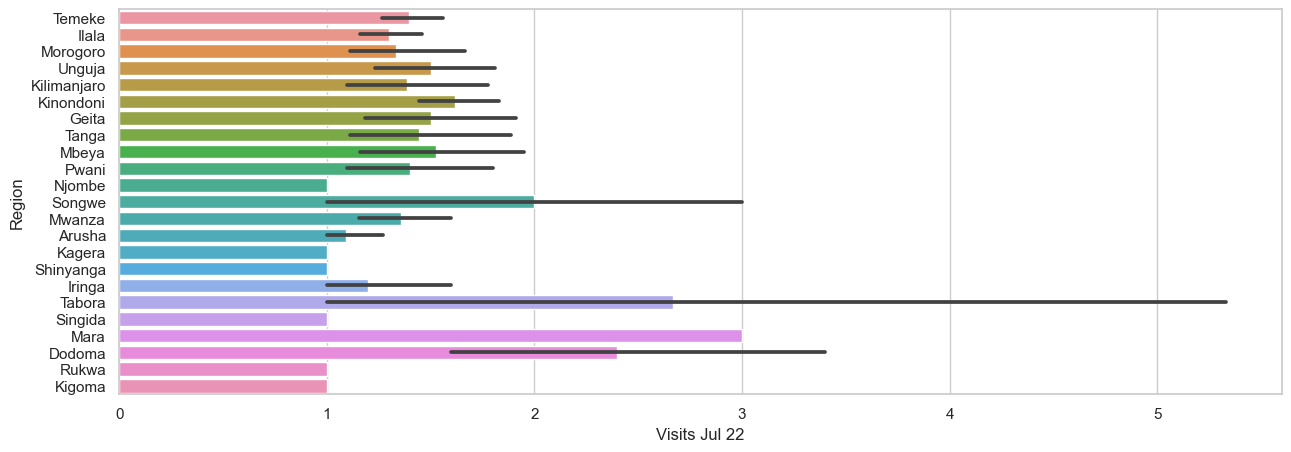 Temeke
Ilala
Morogoro
Unguja
Kilimanjaro
Kinondoni
Geita
Tanga
Mbeya
Pwani
Njombe
Songwe
Mwanza
Arusha
Kagera
Shinyanga
Iringa
Tabora
Singida
Mara
Dodoma
Rukwa
Kigoma
Region
0 1 2 3 4 5
Visits Jul 22